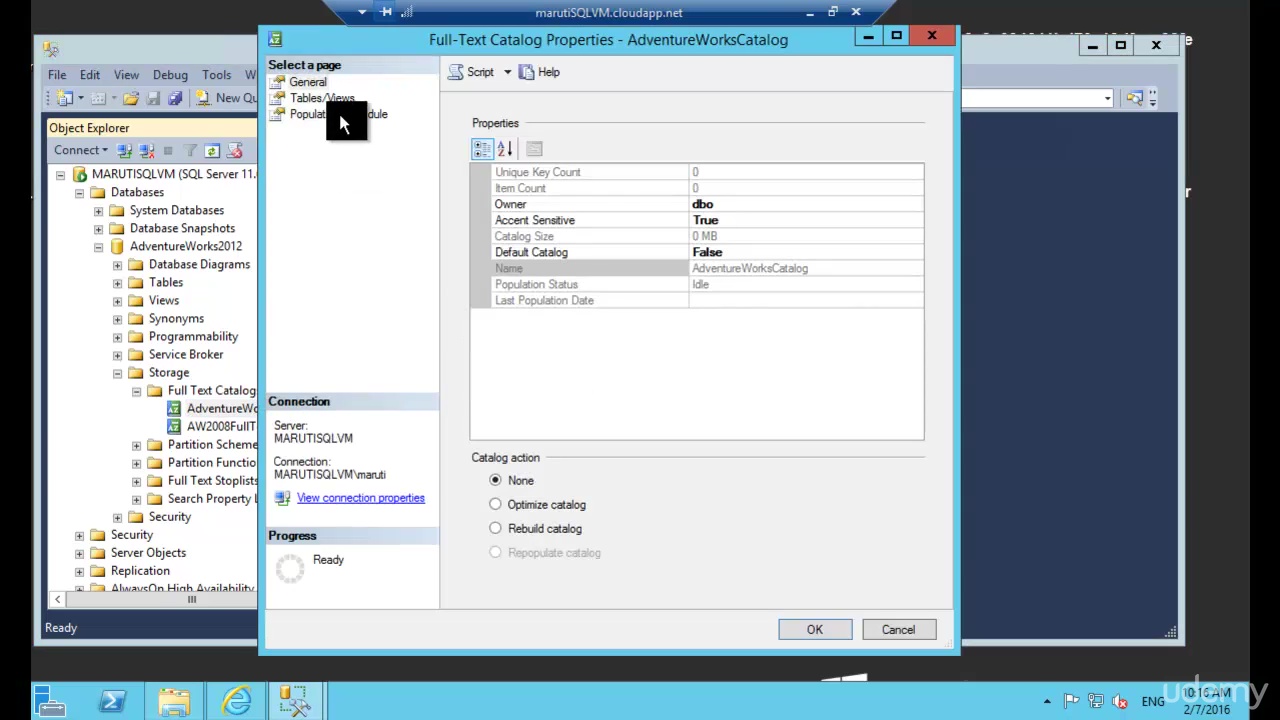 marutiSQLVM.cloudapp.net
Full-Text Catalog Properties - AdventureWorksCatalog
File Edit View Debug Tools
New Qu
Object Explorer
Connect
MARUTISQLVM (SQL Server 11.
Databases
System Databases
Database Snapshots
AdventureWorks2012
Database Diagrams
Tables
Views
Synonyms
Programmability
Service Broker
Storage
Full Text Catalog
AdventureWo
AW2008FullT
Partition Scheme
Partition Functio
Full Text Stoplists
Search Property L
Security
Security
Server Objects
Replication
AlwaysOn High Availability
Ready
Select a page
General
Tables/Views
Script Help
Properties
Unique Key Count 0
Item Count 0
Owner dbo
Accent Sensitive True
Catalog Size 0 MB
Default Catalog False
Name AdventureWorksCatalog
Population Status Idle
Last Population Date
Connection
Server:
MARUTISQLVM
Connection:
MARUTISQLVM\maruti
View connection properties
Progress
Ready
Catalog action
None
Optimize catalog
Rebuild catalog
Repopulate catalog
OK Cancel
ENG
10:16 AM
2/7/2016
udemy